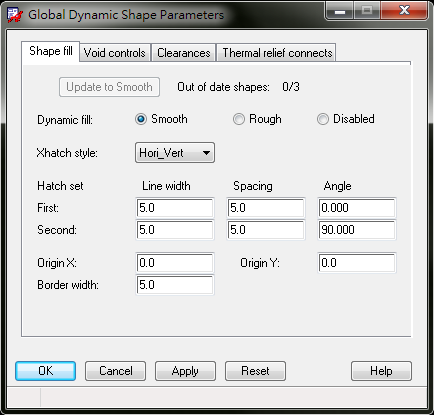 Global Dynamic Shape Parameters
Shape fill Void controls Clearances Thermal relief connects
Update to Smooth Out of date shapes: 0/3
Dynamic fill: Smooth Rough Disabled
Xhatch style: Hori_Vert
Hatch set Line width Spacing Angle
First: 5.0 5.0 0.000
Second: 5.0 5.0 90.000
Origin X: 0.0 Origin Y: 0.0
Border width: 5.0
OK Cancel Apply Reset Help